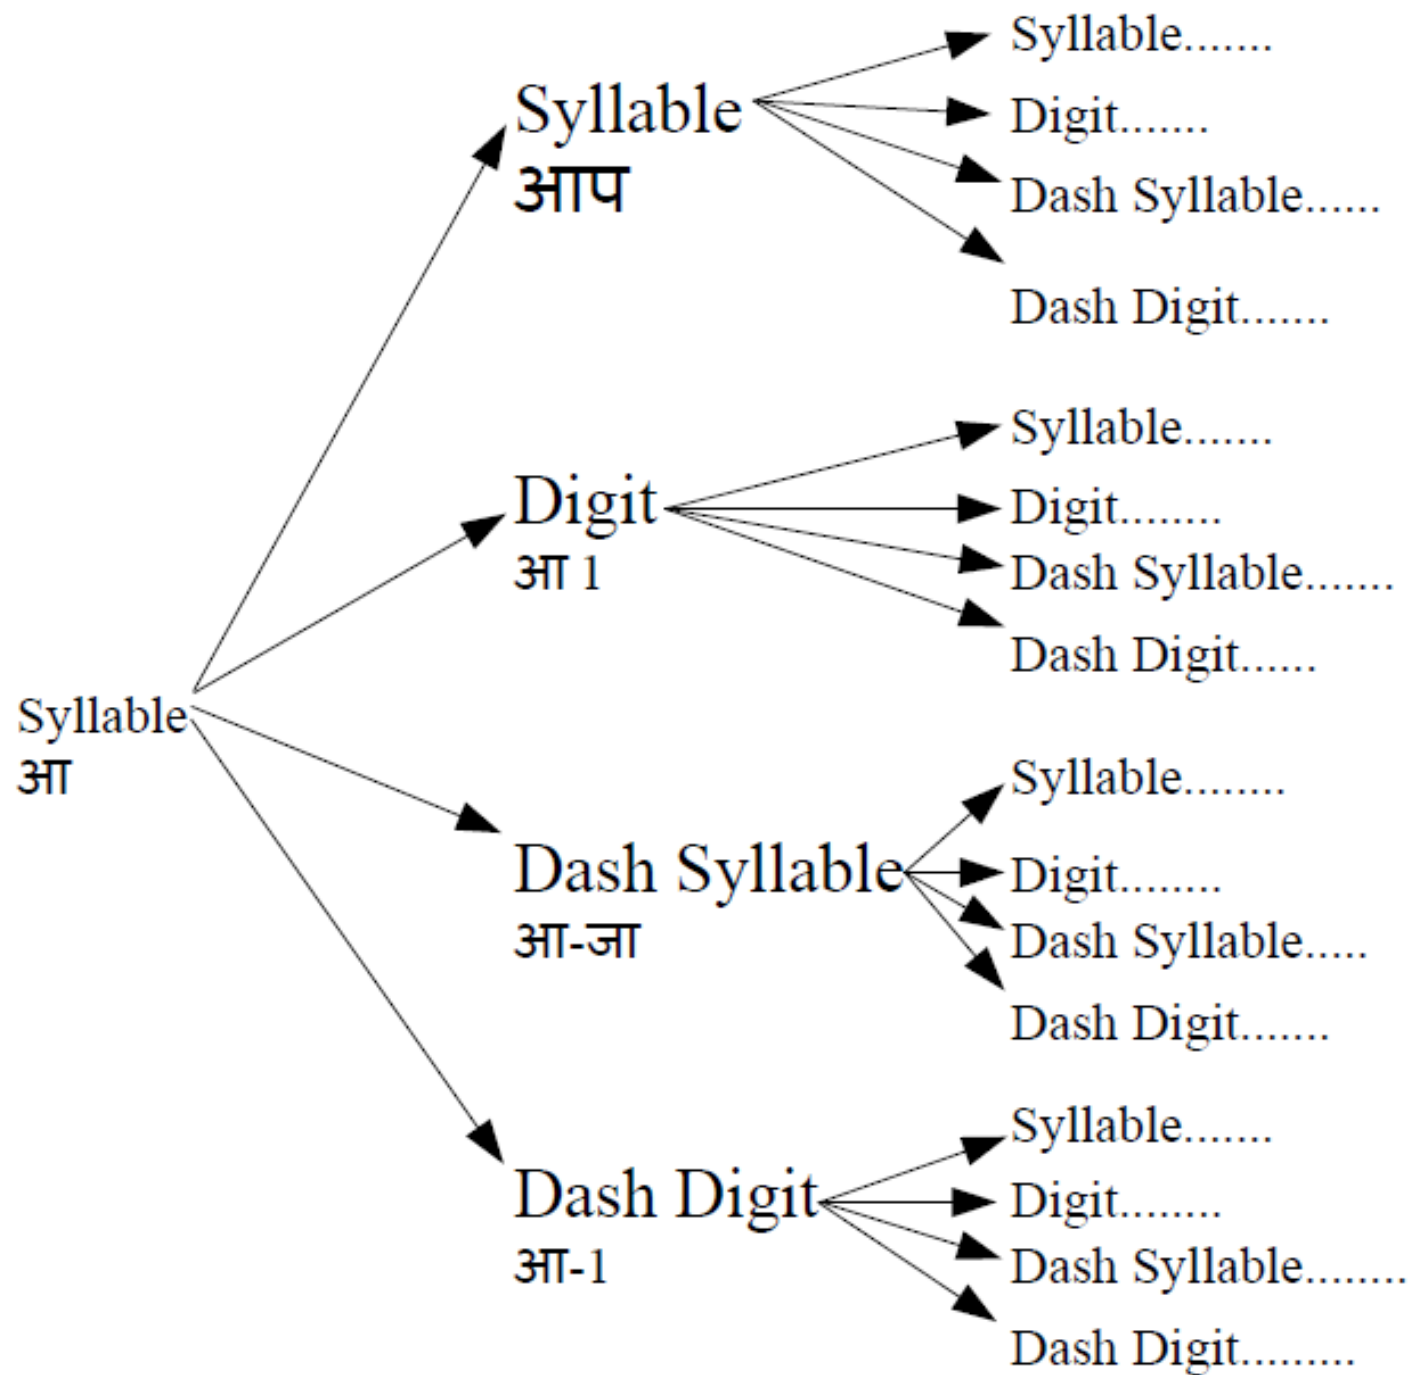 Syllable
आ
Syllable
आप
Syllable.......
Digit.......
Dash Syllable......
Dash Digit.......
Digit
आ 1
Syllable.......
Digit........
Dash Syllable.......
Dash Digit......
Dash Syllable
आ-जा
Syllable........
Digit........
Dash Syllable.....
Dash Digit.......
Dash Digit
आ-1
Syllable.......
Digit........
Dash Syllable........
Dash Digit.........